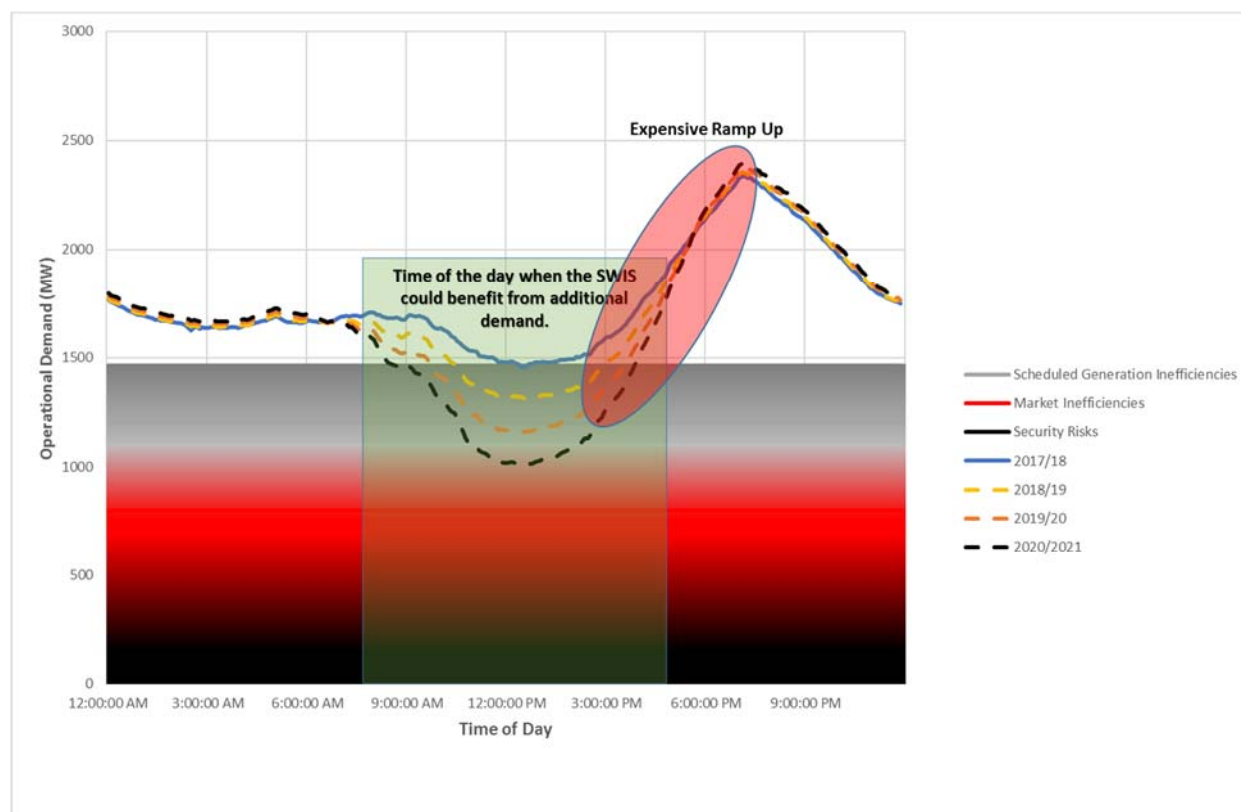 3000
Expensive Ramp Up
2500
2000
Time of the day when the SWIS
could benefit from additional
demand.
1500
1000
500
0
Operational Demand (MW)
12:00:00 AM 3:00:00 AM 6:00:00 AM 9:00:00 AM 12:00:00 PM 3:00:00 PM 6:00:00 PM 9:00:00 PM
Time of Day
Scheduled Generation Inefficiencies
Market Inefficiencies
Security Risks
2017/18
2018/19
2019/20
2020/2021